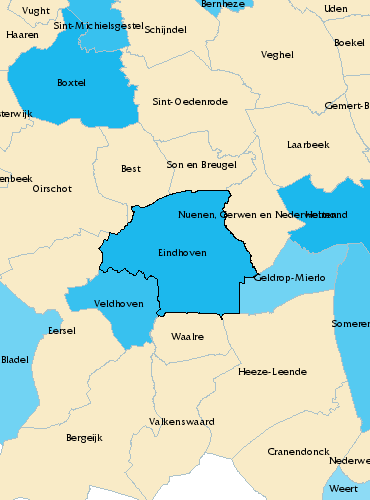 Vught
Bernheze
Uden
Sint-Michielsgestel
Haaren
Schijndel
Boekel
Veghel
Boxtel
Sint-Oedenrode
Gemert-B
sterwijk
Laarbeek
Best
Son en Breugel
enbeek
Oirschot
Nuenen, Gerwen en Nederwetten
Helmond
Eindhoven
Geldrop-Mierlo
Veldhoven
Someren
Eersel
Waalre
Bladel
Heeze-Leende
Valkenswaard
Bergeijk
Cranendonck
Nederwe
Weert